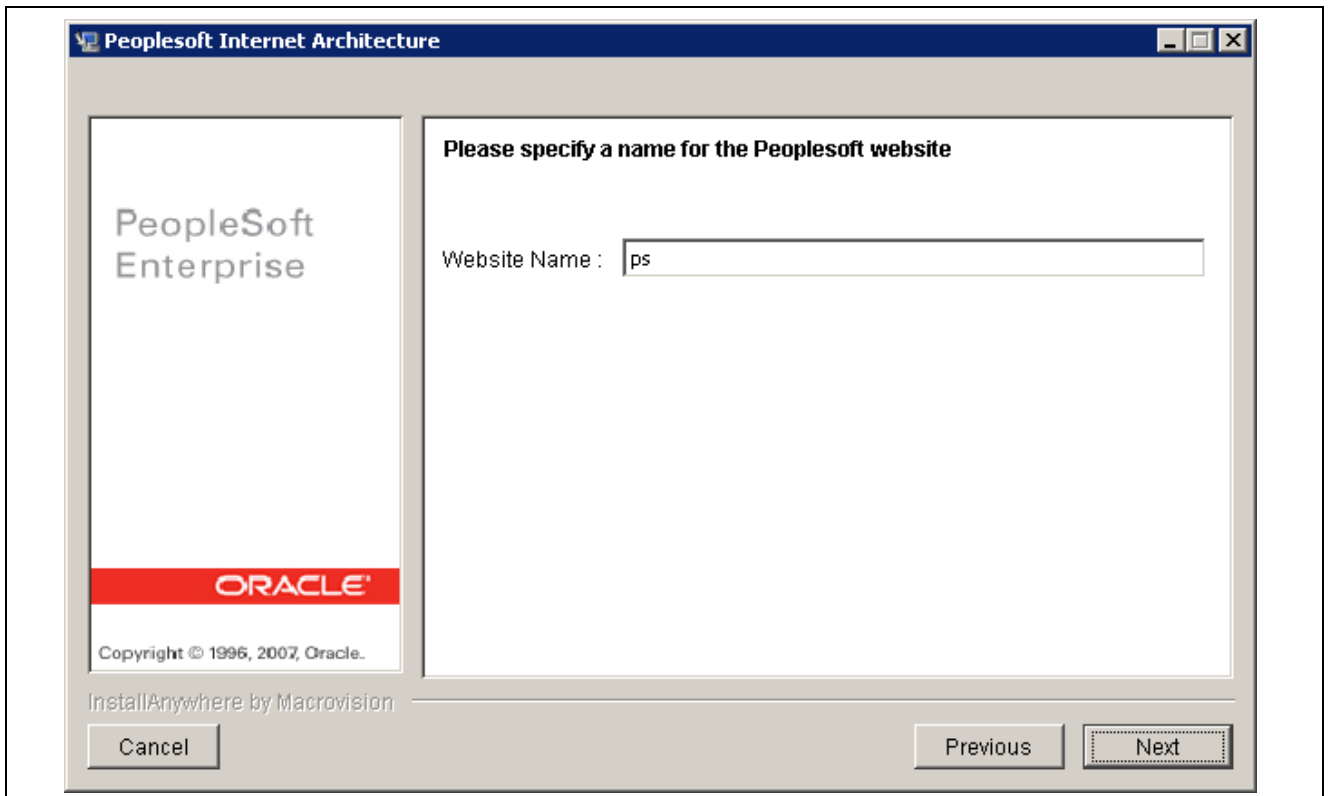 Peoplesoft Internet Architecture
Please specify a name for the Peoplesoft website
PeopleSoft
Enterprise
Website Name : ps
ORACLE
Copyright © 1996, 2007, Oracle.
InstallAnywhere by Macrovision
Cancel Previous Next